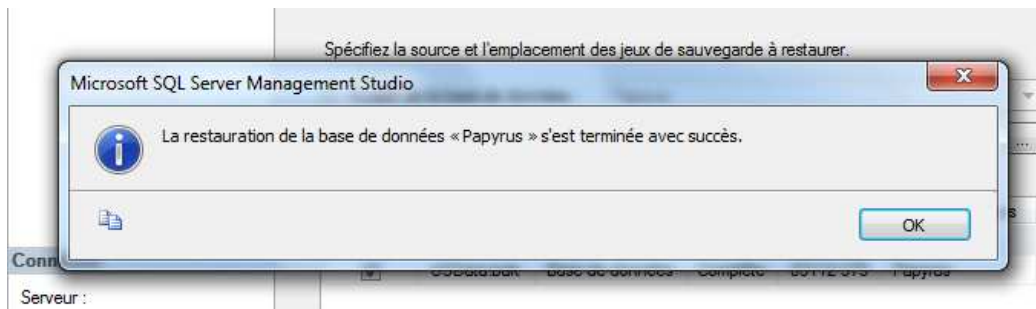 Spécifiez la source et l'emplacement des jeux de sauvegarde à restaurer.
Microsoft SQL Server Management Studio
La restauration de la base de données « Papyrus » s'est terminée avec succès.
OK
Serveur :